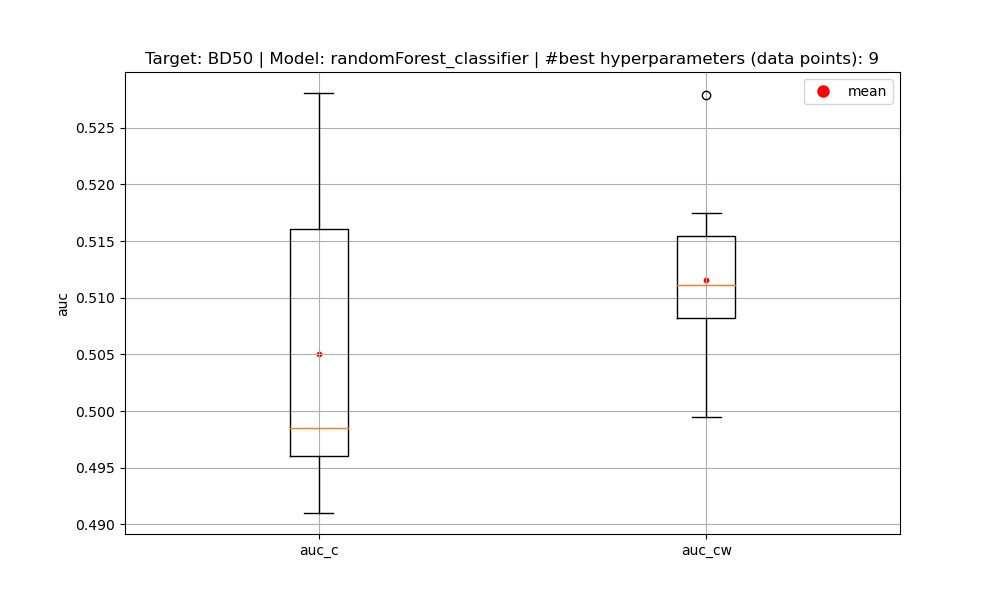 Target: BD50 | Model: randomForest_classifier | #best hyperparameters (data points): 9
mean
0.525
0.520
0.515
0.510
0.505
0.500
0.495
0.490
auc
auc_c
auc_cw